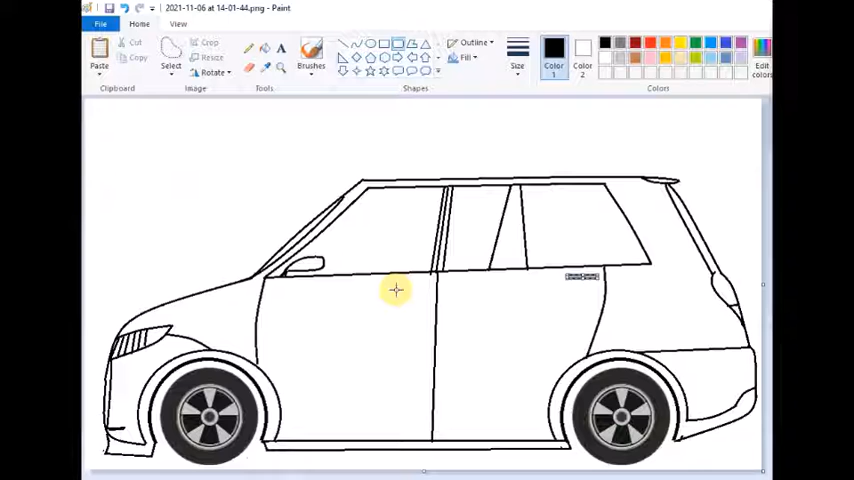 2021-11-06 at 14-01-44.png - Paint
File Home View
Paste
Cut
Copy
Clipboard
Select
Crop
Resize
Rotate
Image
Tools
Brushes
Outline
Fill
Shapes
Size
Color 1
Color 2
Edit colors
Colors